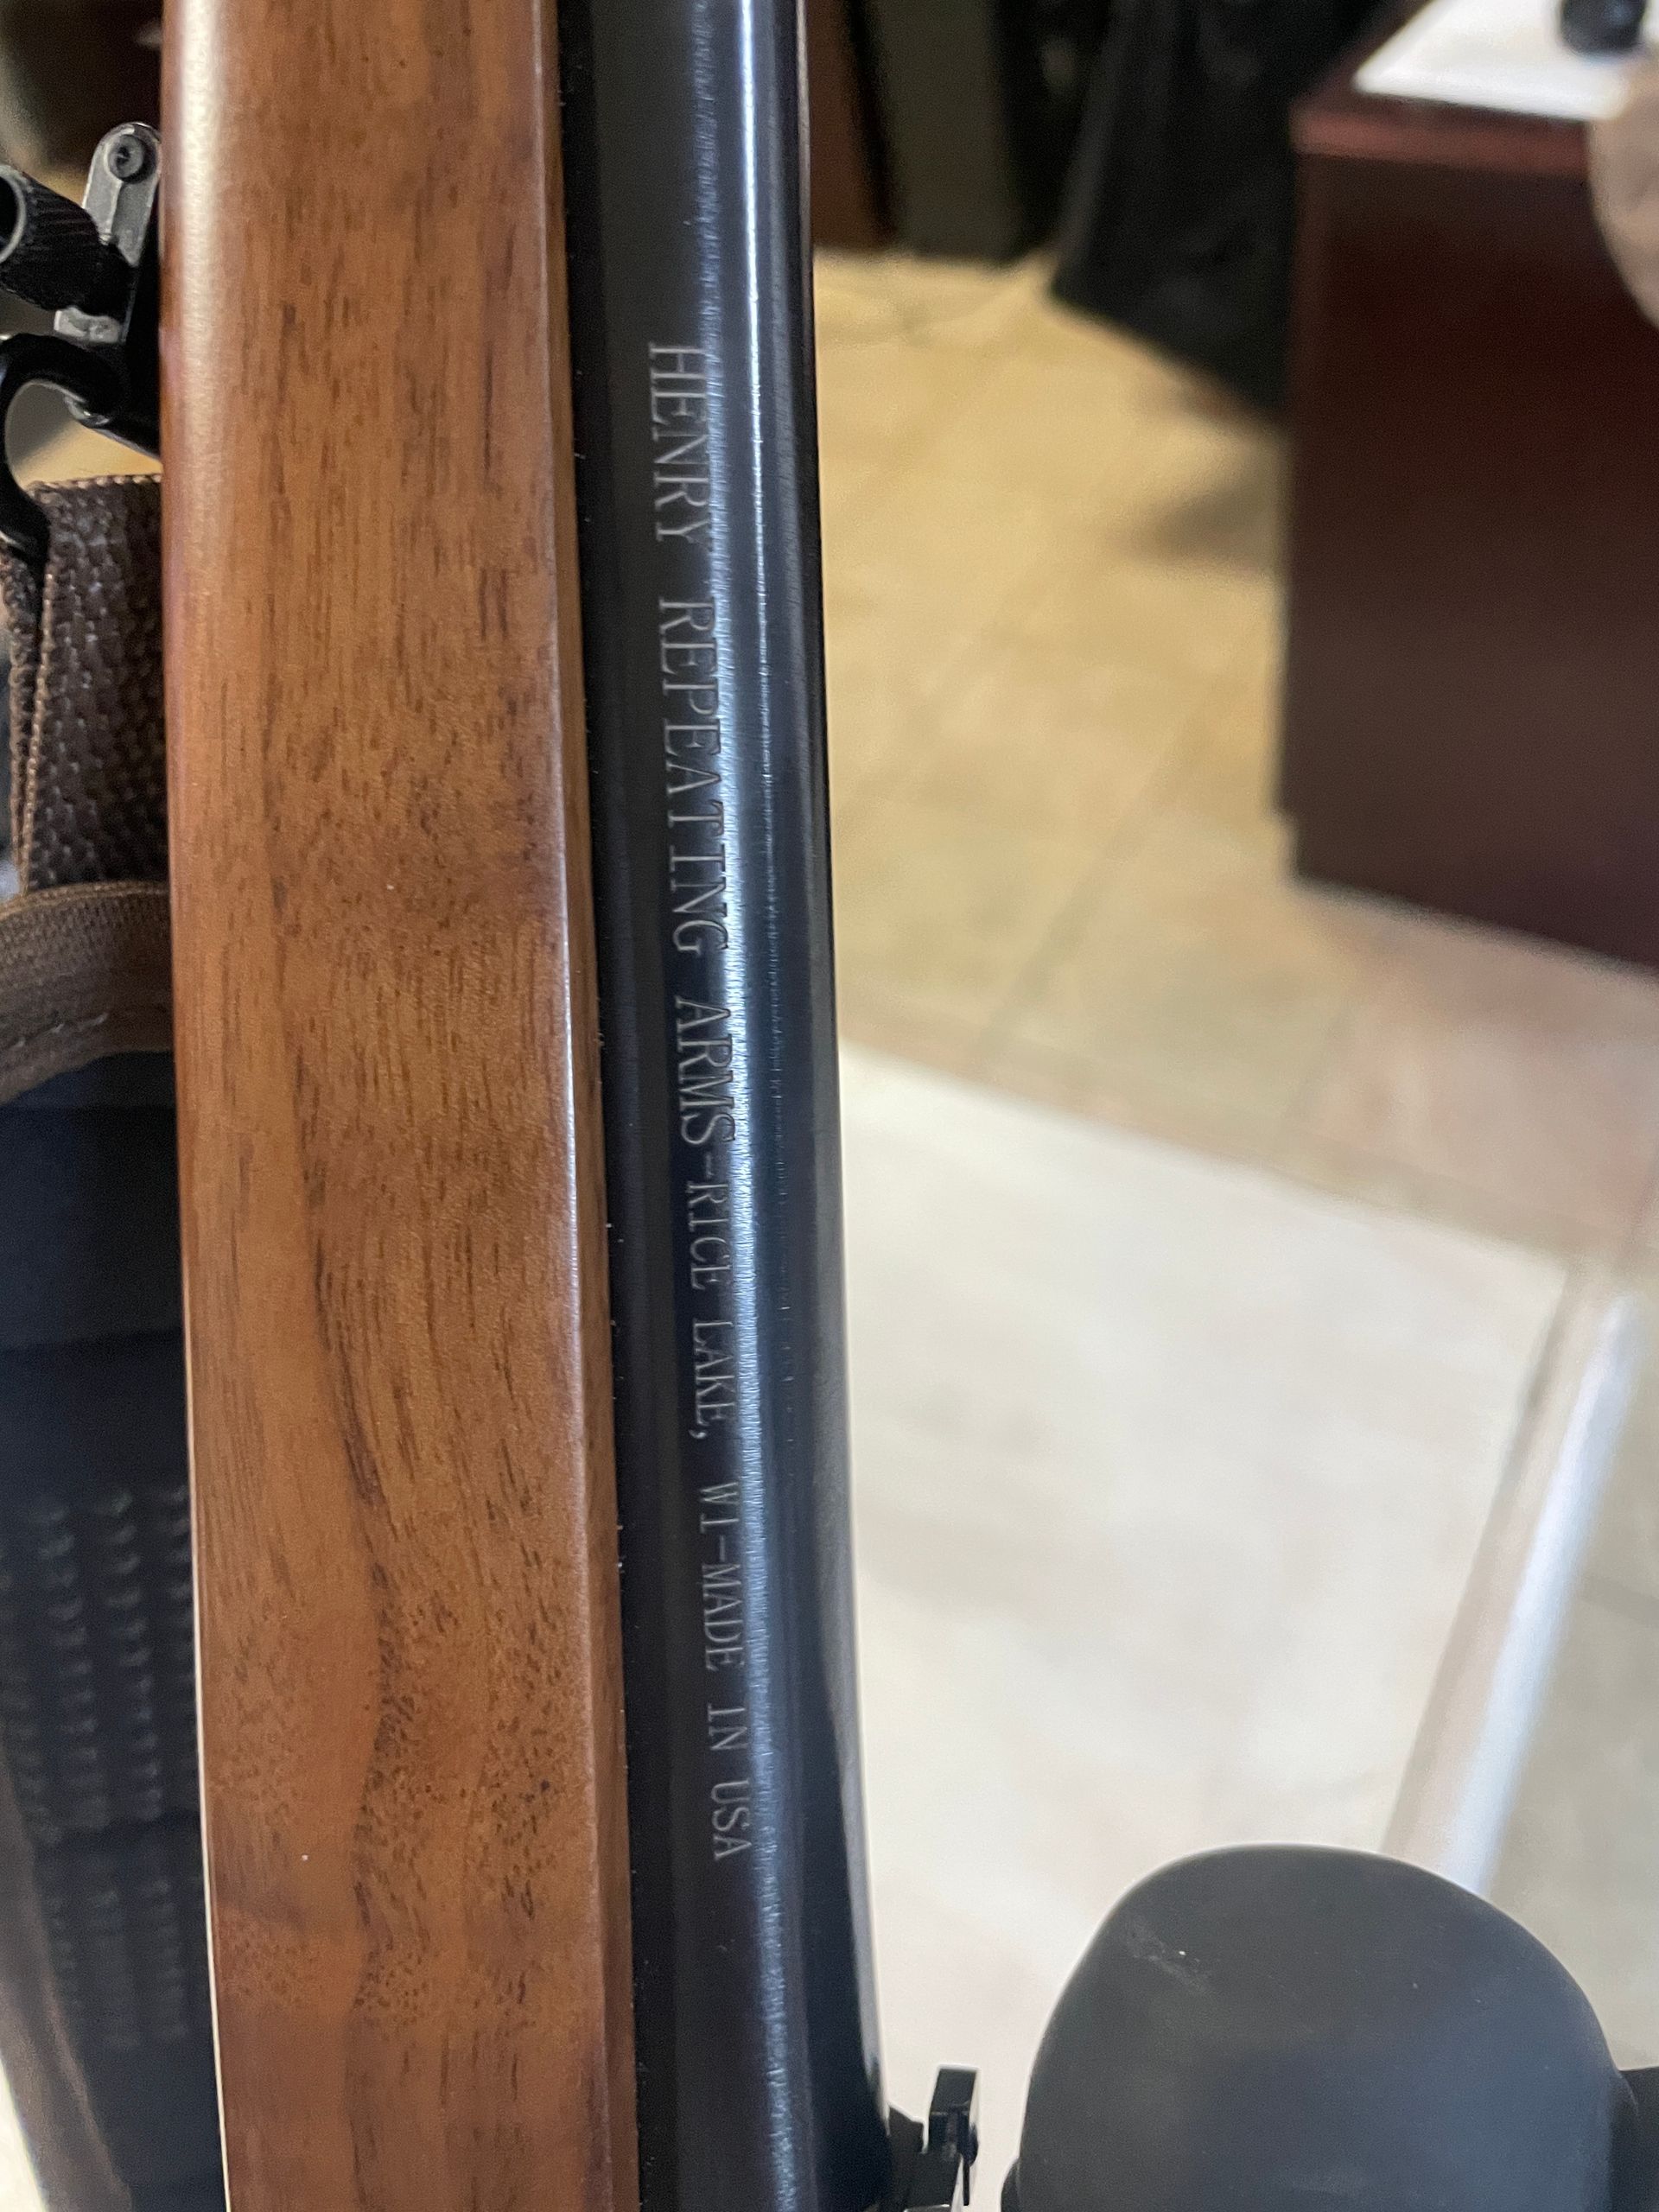 HENRY REPEATING ARMS-RICE LAKE, WI-MADE IN USA